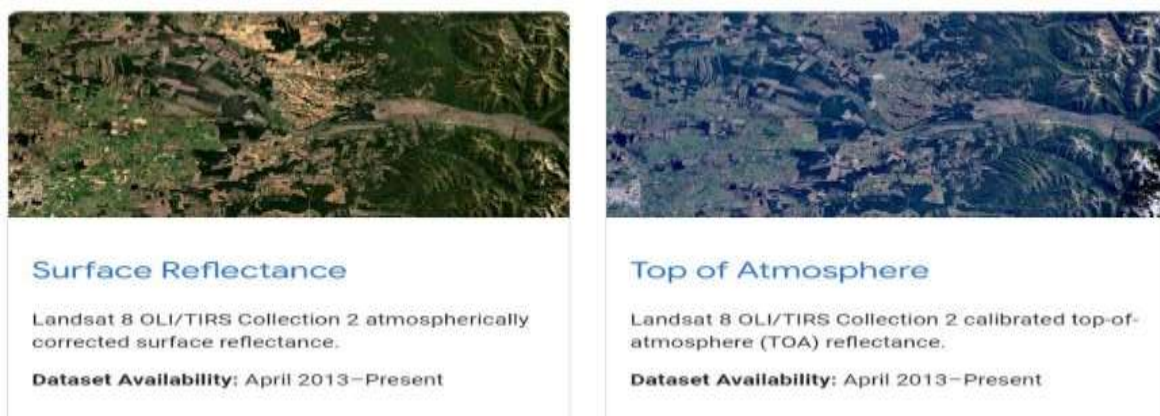 Surface Reflectance
Landsat 8 OLI/TIRS Collection 2 atmospherically
corrected surface reflectance.
Dataset Availability: April 2013–Present
Top of Atmosphere
Landsat 8 OLI/TIRS Collection 2 calibrated top-of-
atmosphere (TOA) reflectance.
Dataset Availability: April 2013–Present